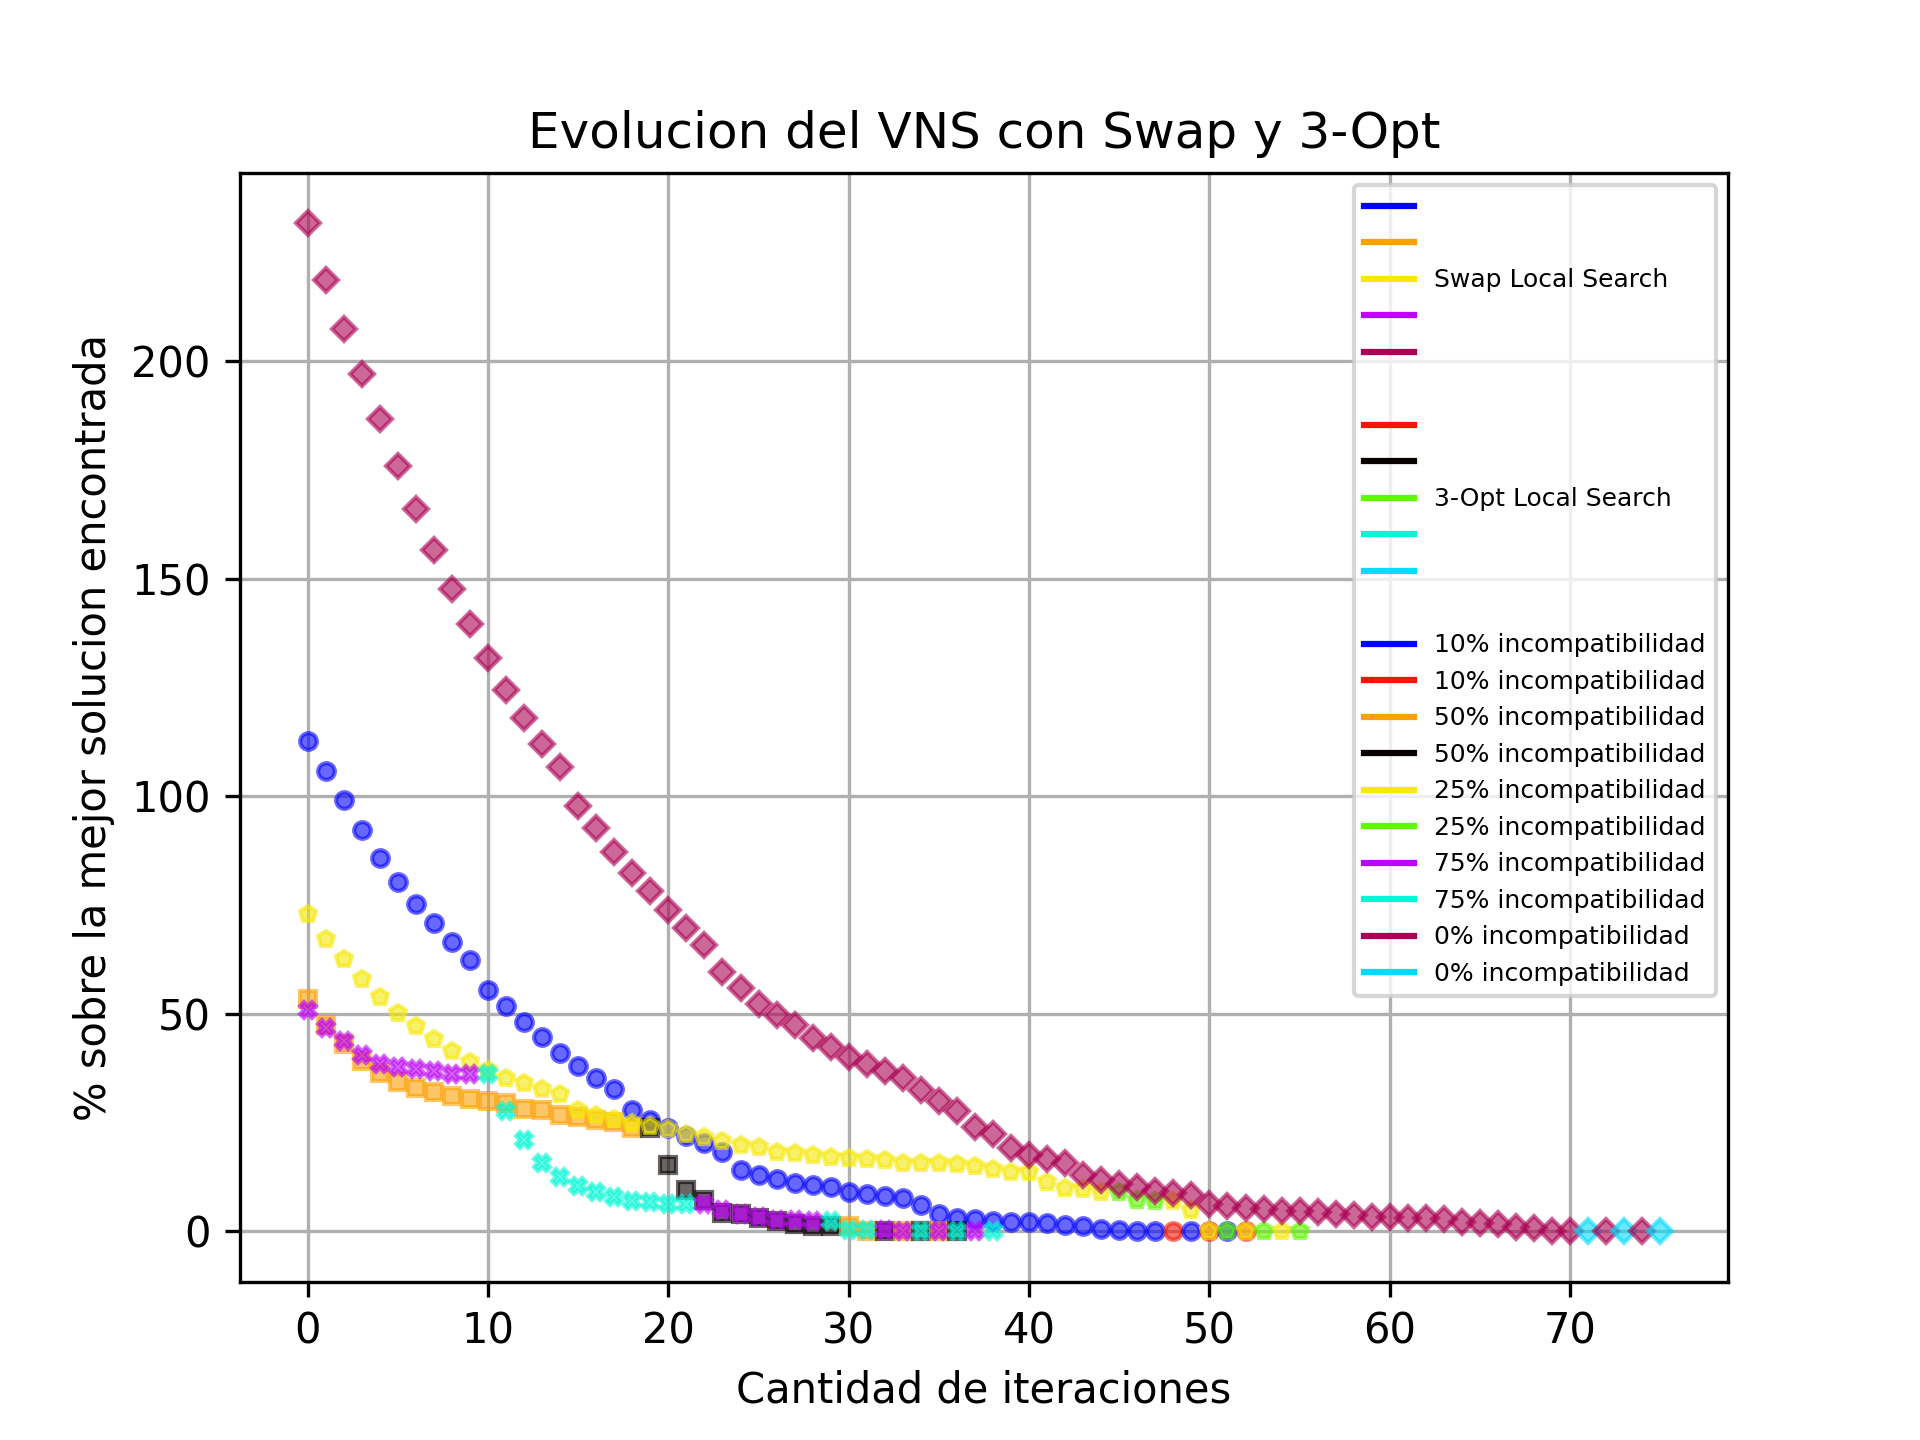 Evolucion del VNS con Swap y 3-Opt
% sobre la mejor solucion encontrada
200
150
100
50
0
0 10 20 30 40 50 60 70
Cantidad de iteraciones
Swap Local Search
3-Opt Local Search
10% incompatibilidad
10% incompatibilidad
50% incompatibilidad
50% incompatibilidad
25% incompatibilidad
25% incompatibilidad
75% incompatibilidad
75% incompatibilidad
0% incompatibilidad
0% incompatibilidad